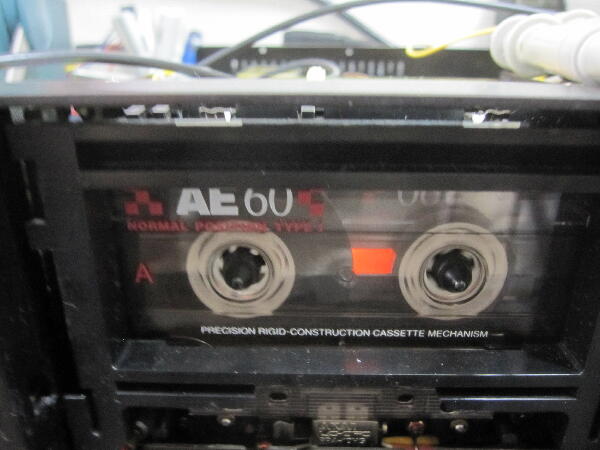 AE 60
NORMAL POSITION TYPE I
A
PRECISION RIGID-CONSTRUCTION CASSETTE MECHANISM